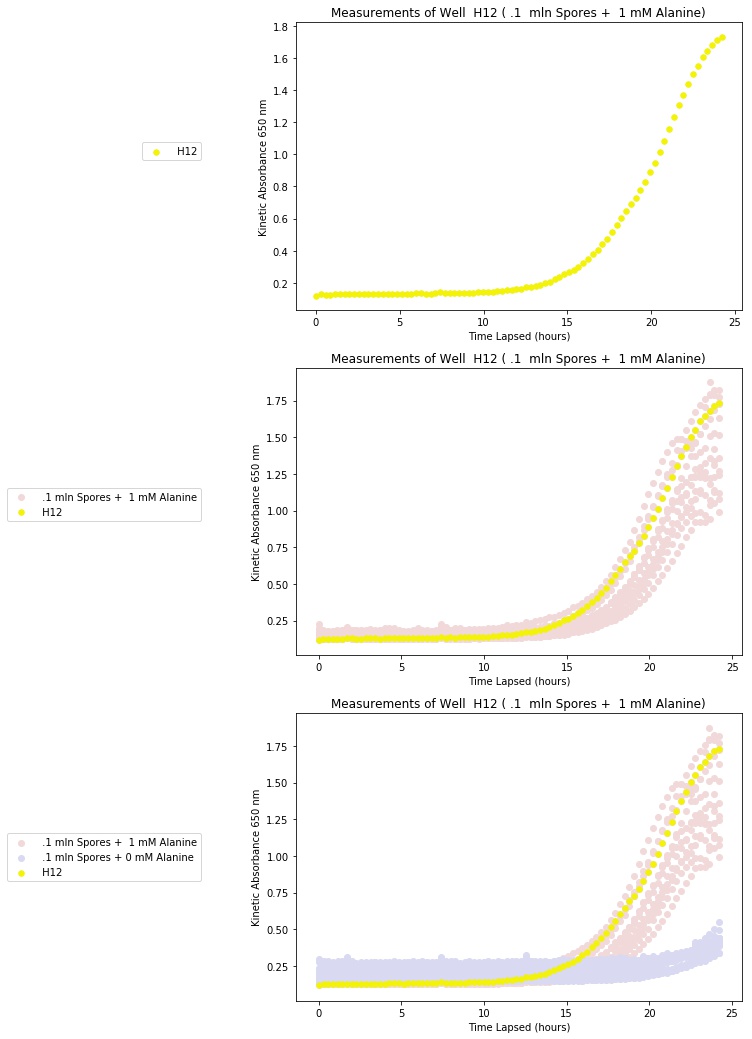 Measurements of Well  H12 ( .1  mln Spores +  1 mM Alanine)
1.8
1.6
1.4
1.2
1.0
0.8
0.6
0.4
0.2
Kinetic Absorbance 650 nm
H12
0 5 10 15 20 25
Time Lapsed (hours)
Measurements of Well  H12 ( .1  mln Spores +  1 mM Alanine)
1.75
1.50
1.25
1.00
0.75
0.50
0.25
Kinetic Absorbance 650 nm
.1 mln Spores +  1 mM Alanine
H12
0 5 10 15 20 25
Time Lapsed (hours)
Measurements of Well  H12 ( .1  mln Spores +  1 mM Alanine)
1.75
1.50
1.25
1.00
0.75
0.50
0.25
Kinetic Absorbance 650 nm
.1 mln Spores +  1 mM Alanine
.1 mln Spores + 0 mM Alanine
H12
0 5 10 15 20 25
Time Lapsed (hours)